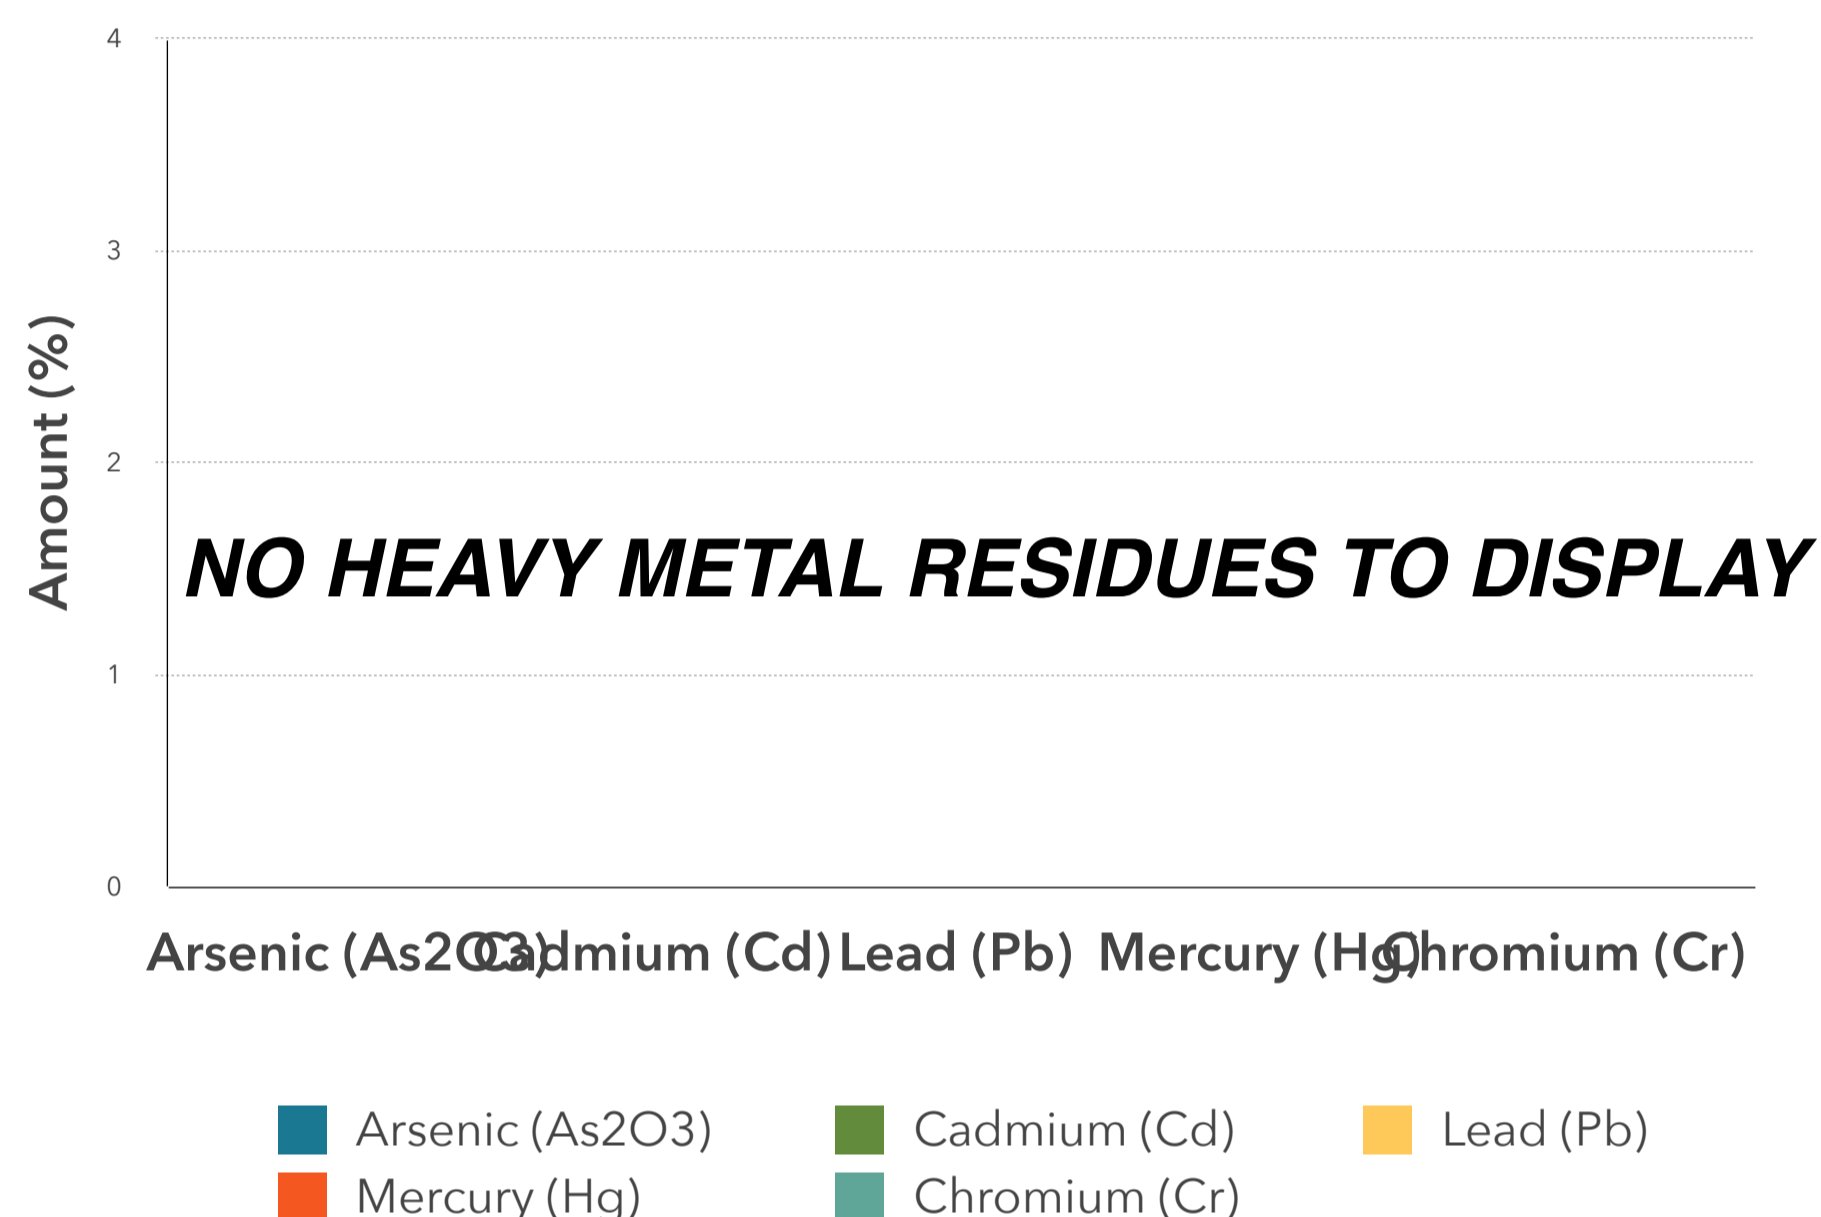 4
3
2
1
0
Amount (%)
NO HEAVY METAL RESIDUES TO DISPLAY
Arsenic (As2O3) Cadmium (Cd) Lead (Pb) Mercury (Hg) Chromium (Cr)
Arsenic (As2O3) Cadmium (Cd) Lead (Pb)
Mercury (Hg) Chromium (Cr)